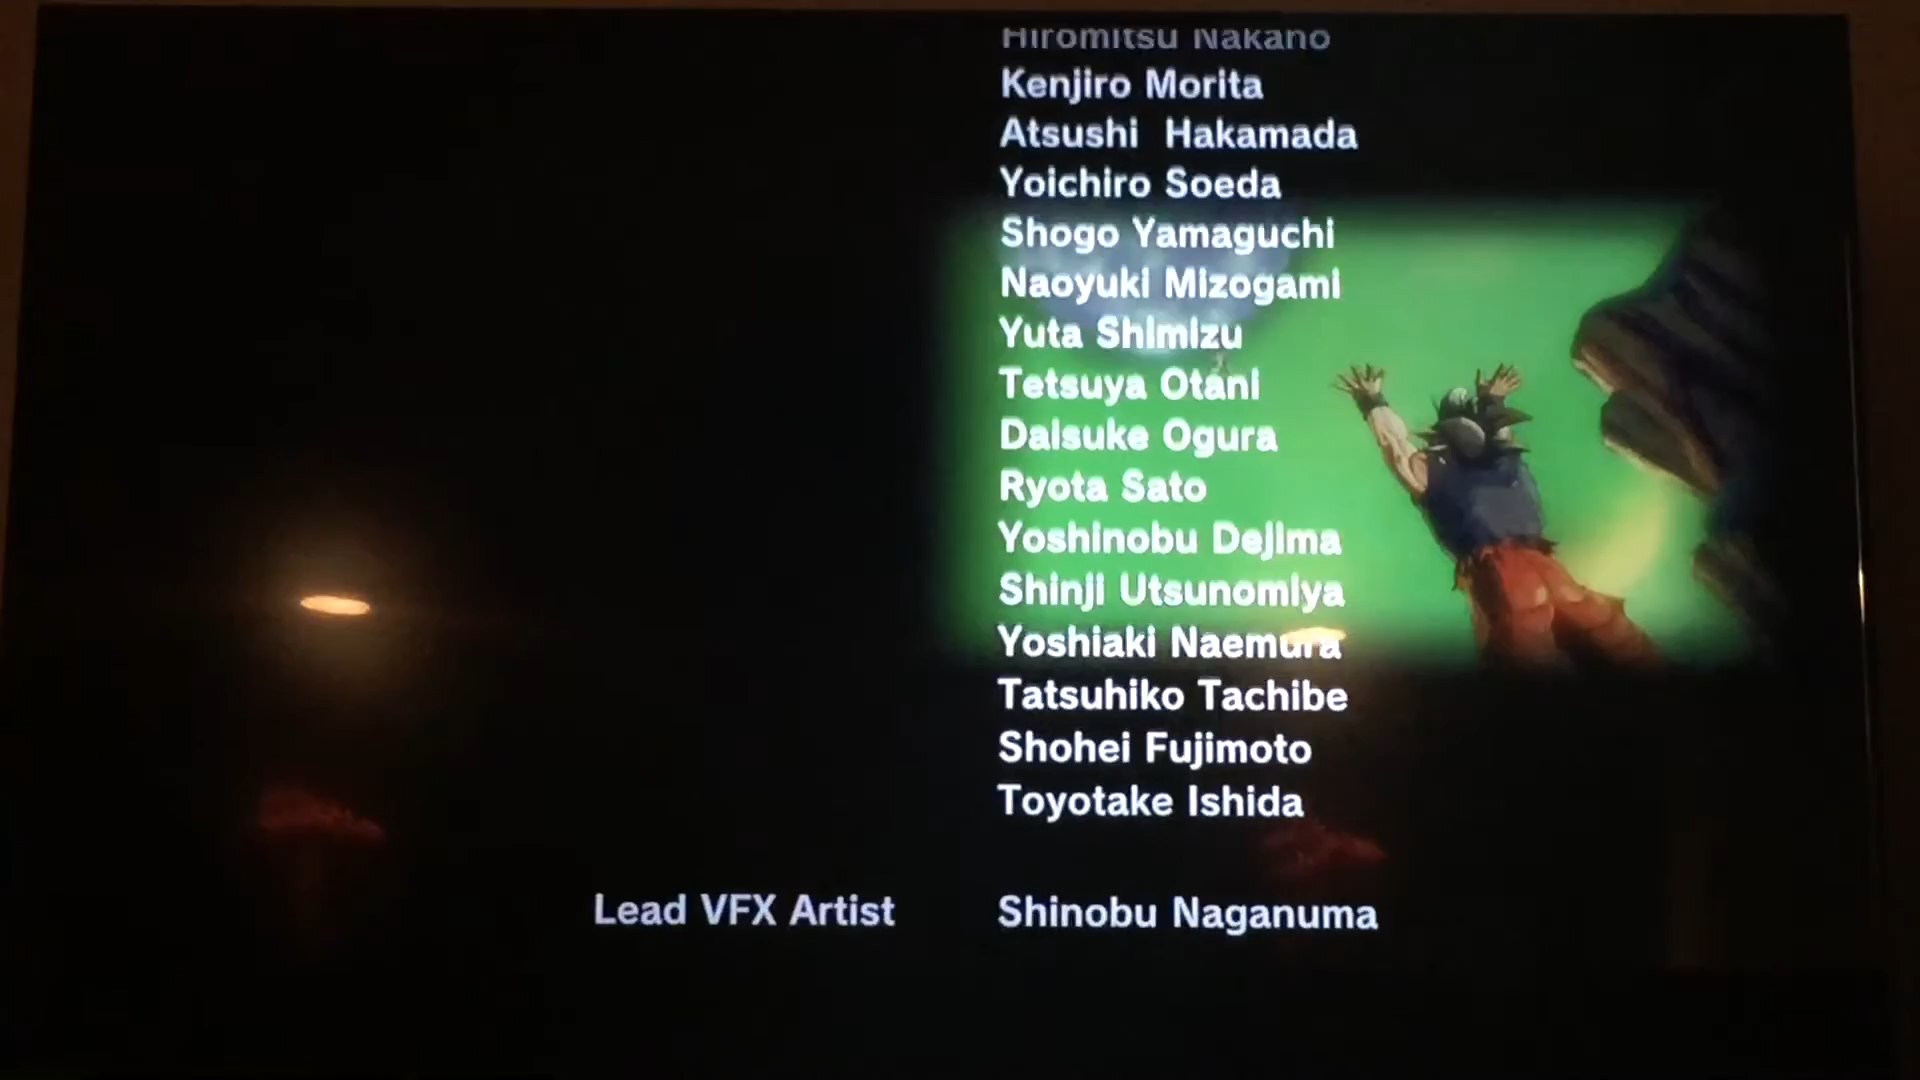 Hiromitsu Nakano
Kenjiro Morita
Atsushi Hakamada
Yoichiro Soeda
Shogo Yamaguchi
Naoyuki Mizogami
Yuta Shimizu
Tetsuya Otani
Daisuke Ogura
Ryota Sato
Yoshinobu Dejima
Shinji Utsunomiya
Yoshiaki Naemura
Tatsuhiko Tachibe
Shohei Fujimoto
Toyotake Ishida
Lead VFX Artist Shinobu Naganuma